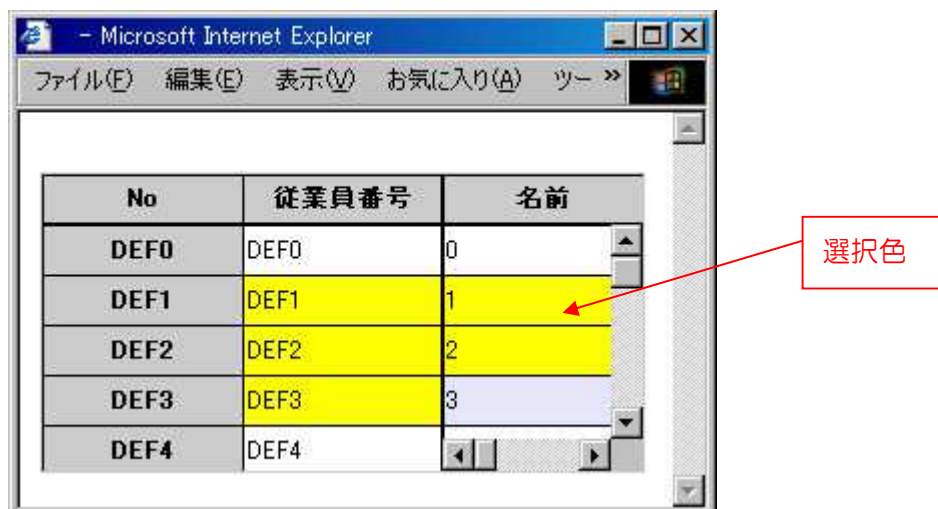 - Microsoft Internet Explorer
ファイル(F) 編集(E) 表示(V) お気に入り(A) ツー »
No 従業員番号 名前
DEF0 DEF0 0
DEF1 DEF1 1
DEF2 DEF2 2
DEF3 DEF3 3
DEF4 DEF4
選択色